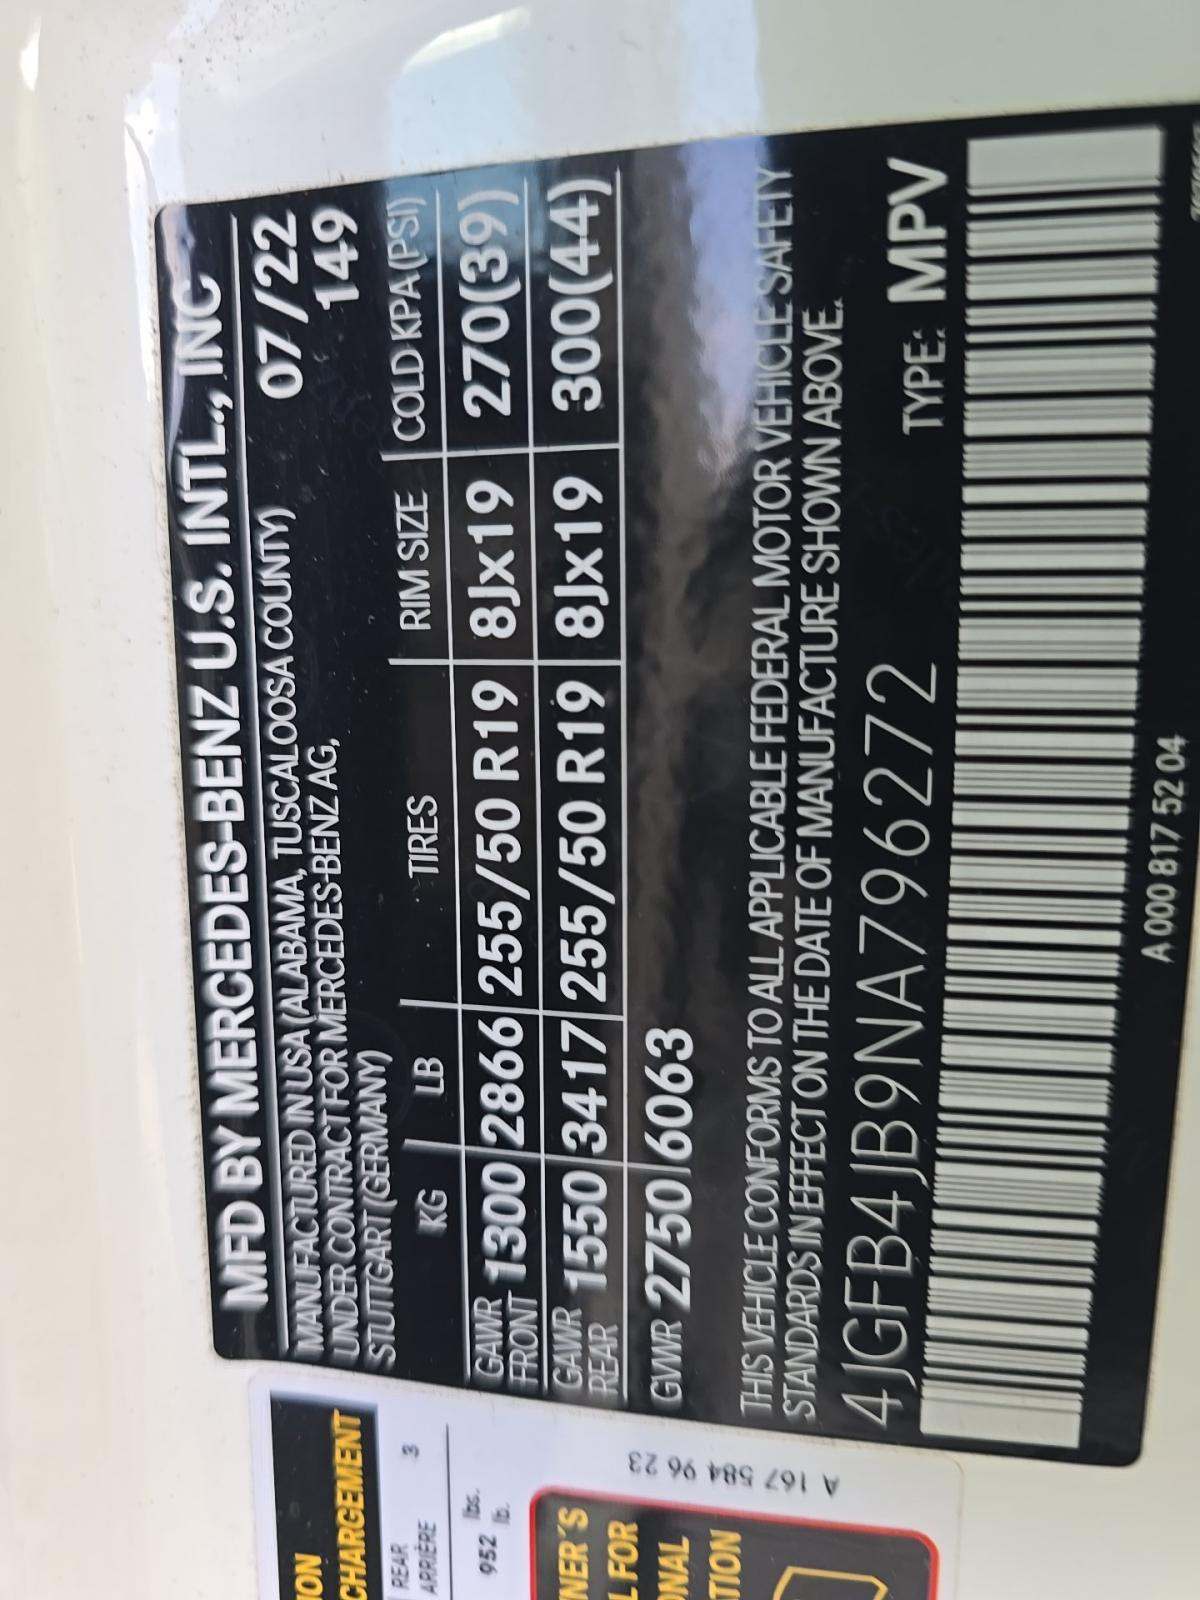 MFD BY MERCEDES-BENZ U.S. INTL., INC
MANUFACTURED IN USA (ALABAMA, TUSCALOOSA COUNTY) 07/22
UNDER CONTRACT FOR MERCEDES-BENZ AG, 149
STUTTGART (GERMANY)
KG LB TIRES RIM SIZE COLD KPA (PSI)
GAWR FRONT 1300 2866 255/50 R19 8Jx19 270(39)
GAWR REAR 1550 3417 255/50 R19 8Jx19 300(44)
GVWR 2750 6063
THIS VEHICLE CONFORMS TO ALL APPLICABLE FEDERAL MOTOR VEHICLE SAFETY
STANDARDS IN EFFECT ON THE DATE OF MANUFACTURE SHOWN ABOVE.
4JGFB4JB9NA796272 TYPE: MPV
A 000 817 52 04
CHARGEMENT
REAR 3
ARRIÈRE
952 lbs.
lb.
A 167 584 96 23